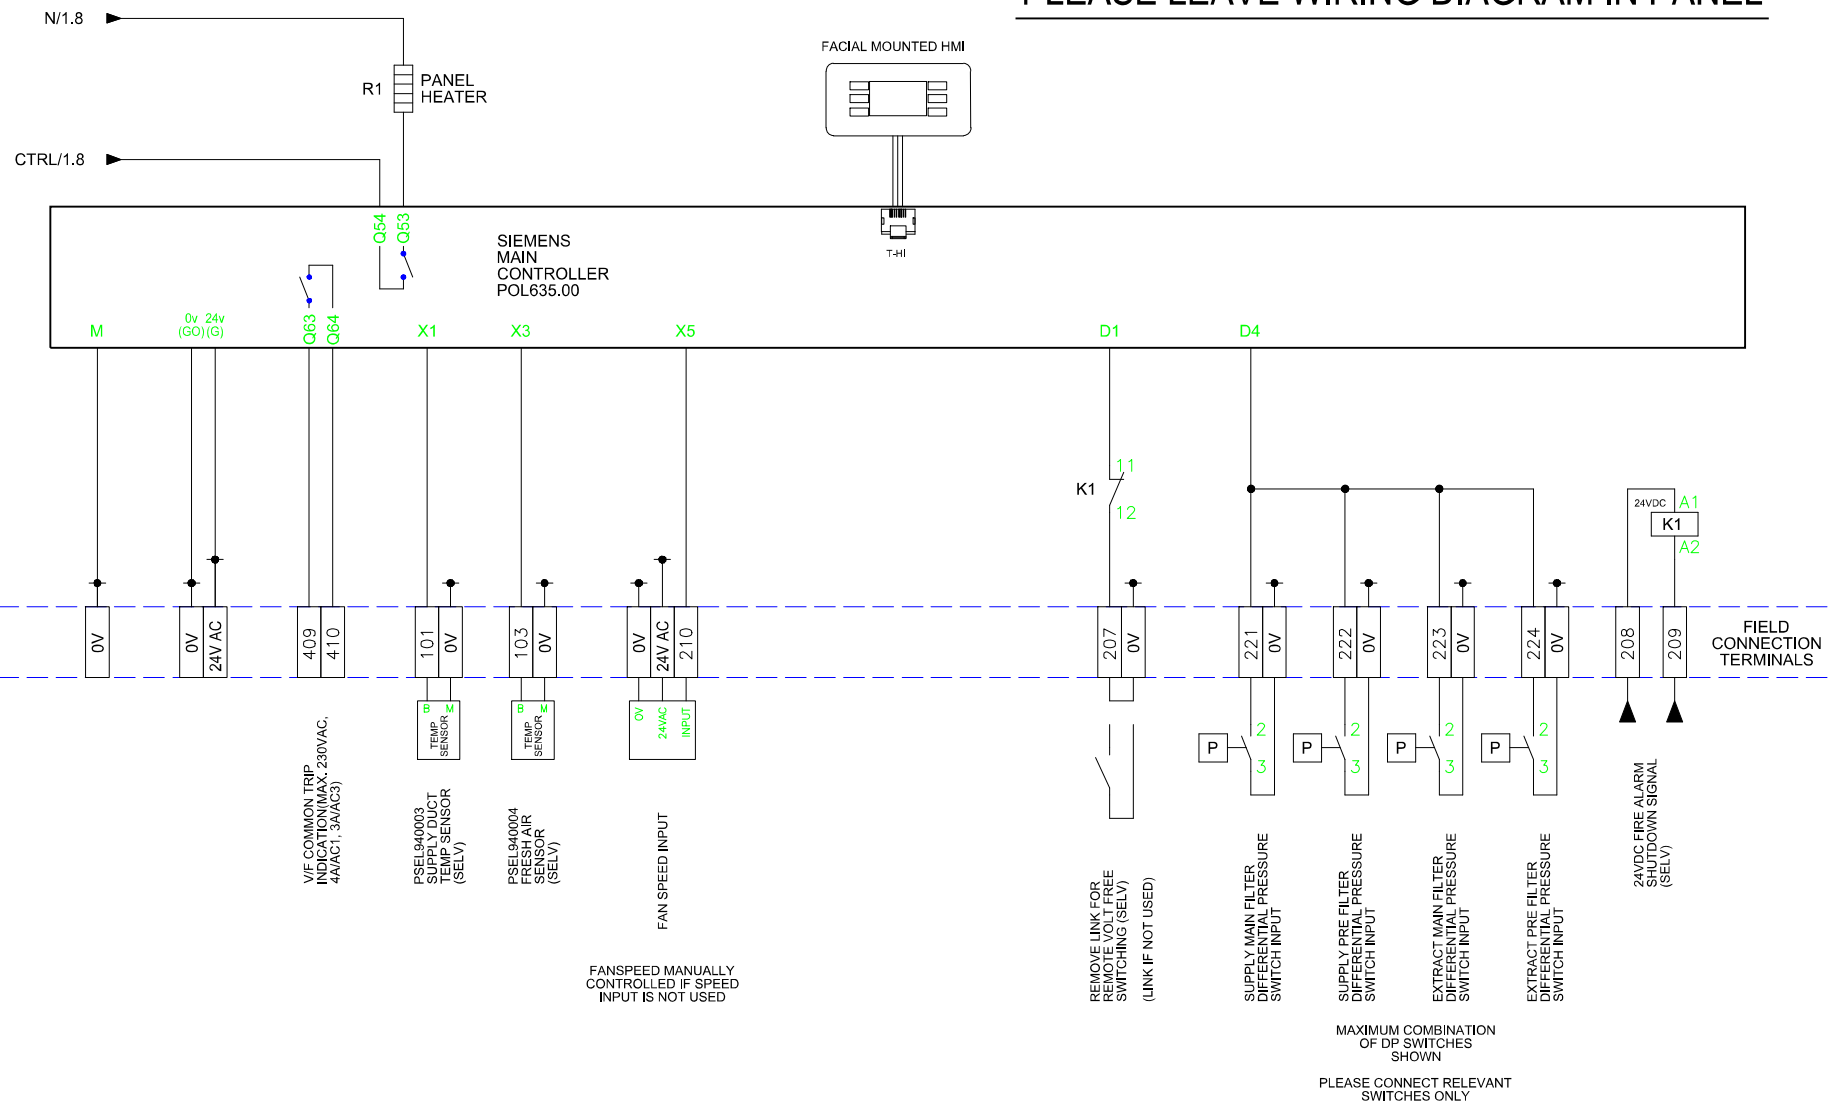 PLEASE LEAVE WIRING DIAGRAM IN PANEL
N/1.8
FACIAL MOUNTED HMI
R1
PANEL
HEATER
CTRL/1.8
Q54
Q53
SIEMENS
MAIN
CONTROLLER
POL635.00
T-HI
M
0v
(GO)
24v
(G)
Q63
Q64
X1
X3
X5
D1
D4
11
K1
12
24VDC
A1
K1
A2
0V
0V
24V AC
409
410
101
0V
103
0V
0V
24V AC
210
207
0V
221
0V
222
0V
223
0V
224
0V
208
209
FIELD
CONNECTION
TERMINALS
B
M
TEMP
SENSOR
B
M
TEMP
SENSOR
OV
24VAC
INPUT
P
2
3
P
2
3
P
2
3
P
2
3
V/F COMMON TRIP
INDICATION(MAX. 230VAC,
4A/AC1, 3A/AC3)
PSEL940003
SUPPLY DUCT
TEMP SENSOR
(SELV)
PSEL940004
FRESH AIR
SENSOR
(SELV)
FAN SPEED INPUT
FANSPEED MANUALLY
CONTROLLED IF SPEED
INPUT IS NOT USED
REMOVE LINK FOR
REMOTE VOLT FREE
SWITCHING (SELV)
(LINK IF NOT USED)
SUPPLY MAIN FILTER
DIFFERENTIAL PRESSURE
SWITCH INPUT
SUPPLY PRE FILTER
DIFFERENTIAL PRESSURE
SWITCH INPUT
EXTRACT MAIN FILTER
DIFFERENTIAL PRESSURE
SWITCH INPUT
EXTRACT PRE FILTER
DIFFERENTIAL PRESSURE
SWITCH INPUT
24VDC FIRE ALARM
SHUTDOWN SIGNAL
(SELV)
MAXIMUM COMBINATION
OF DP SWITCHES
SHOWN
PLEASE CONNECT RELEVANT
SWITCHES ONLY